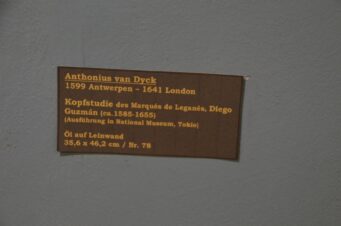 Anthonius van Dyck
1599 Antwerpen - 1641 London
Kopfstudie des Marqués de Leganés, Diego
Guzmán (ca.1585-1655)
(Ausführung in National Museum, Tokio)
Öl auf Leinwand
35,6 x 46,2 cm / Nr. 78